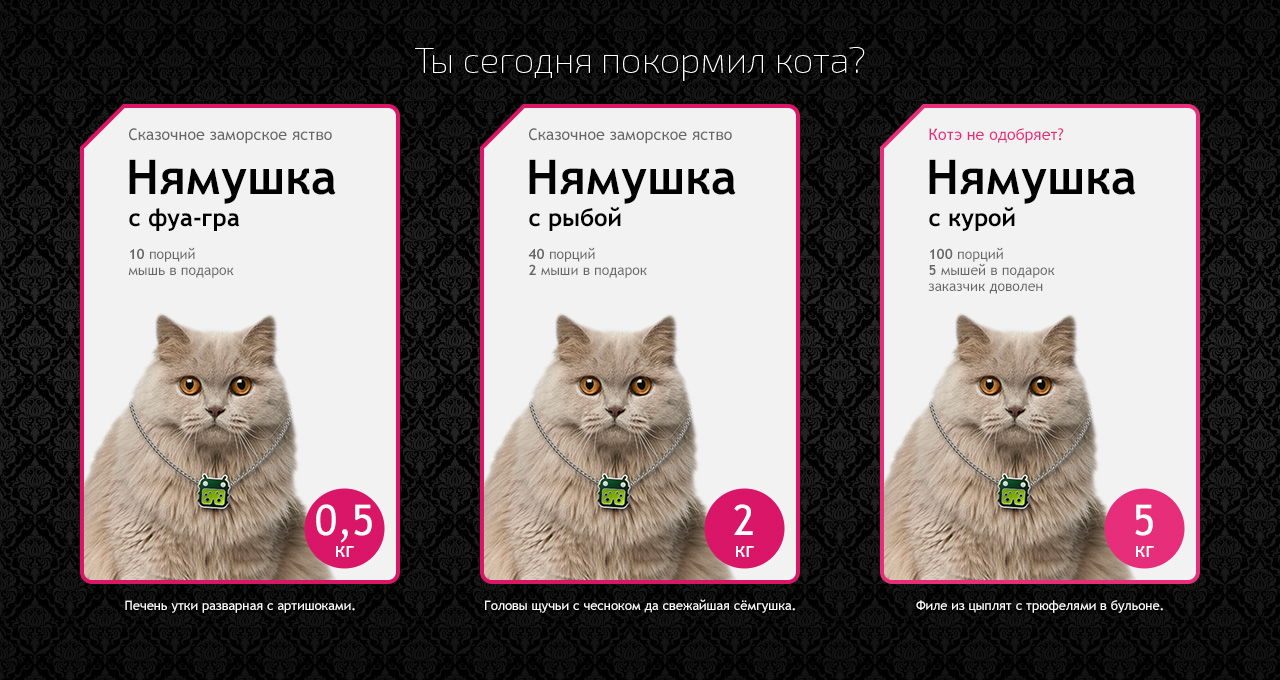 Ты сегодня покормил кота?
Сказочное заморское яство
Нямушка
с фуа-гра
10 порций
мышь в подарок
0,5
кг
Печень утки разварная с артишоками.
Сказочное заморское яство
Нямушка
с рыбой
40 порций
2 мыши в подарок
2
кг
Головы щучьи с чесноком да свежайшая сёмгушка.
Котэ не одобряет?
Нямушка
с курой
100 порций
5 мышей в подарок
заказчик доволен
5
кг
Филе из цыплят с трюфелями в бульоне.